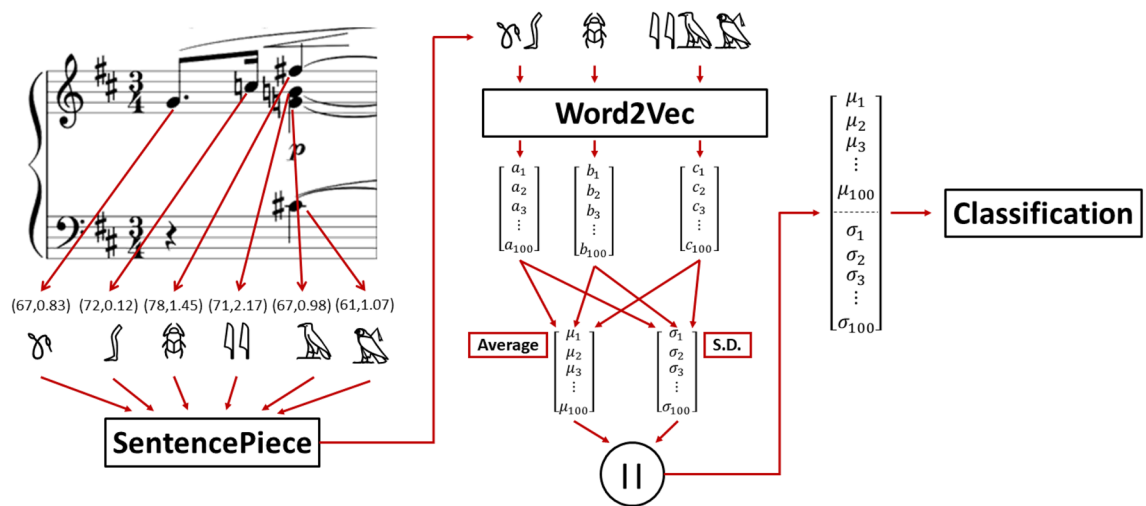 3
4
p
3
4
(67,0.83) (72,0.12) (78,1.45) (71,2.17) (67,0.98) (61,1.07)
SentencePiece
Word2Vec
a₁
a₂
a₃
⋮
a₁₀₀
b₁
b₂
b₃
⋮
b₁₀₀
c₁
c₂
c₃
⋮
c₁₀₀
Average
μ₁
μ₂
μ₃
⋮
μ₁₀₀
σ₁
σ₂
σ₃
⋮
σ₁₀₀
S.D.
||
μ₁
μ₂
μ₃
⋮
μ₁₀₀
σ₁
σ₂
σ₃
⋮
σ₁₀₀
Classification